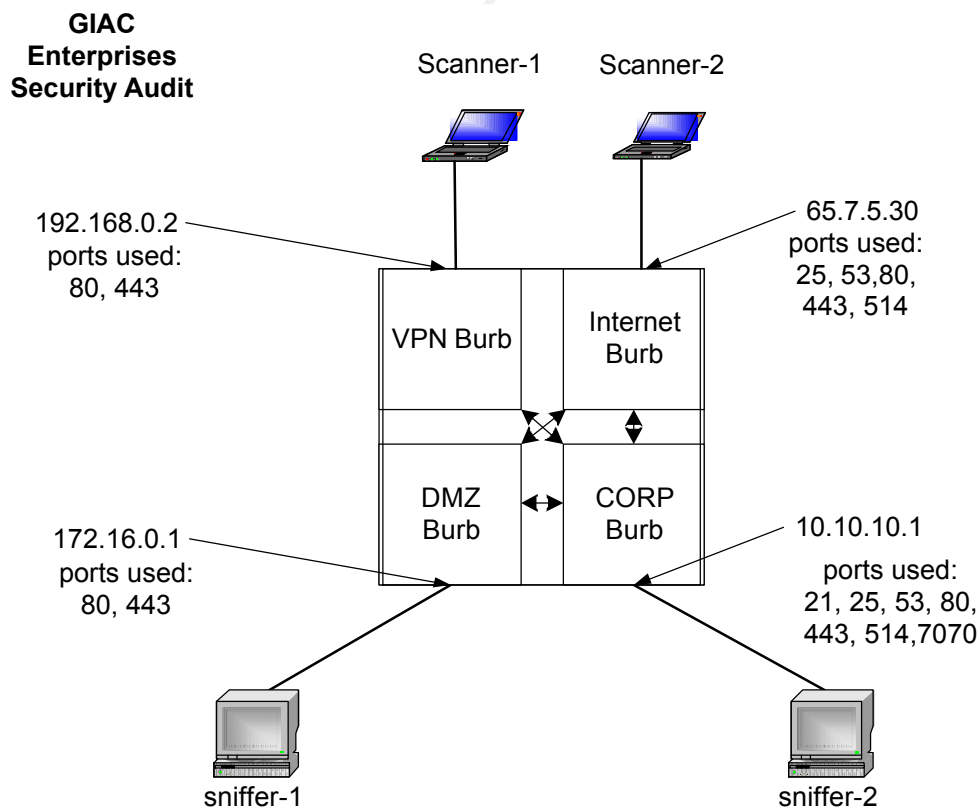 GIAC
Enterprises
Security Audit
Scanner-1
Scanner-2
192.168.0.2
ports used:
80, 443
65.7.5.30
ports used:
25, 53,80,
443, 514
VPN Burb
Internet
Burb
DMZ
Burb
CORP
Burb
172.16.0.1
ports used:
80, 443
10.10.10.1
ports used:
21, 25, 53, 80,
443, 514,7070
sniffer-1
sniffer-2